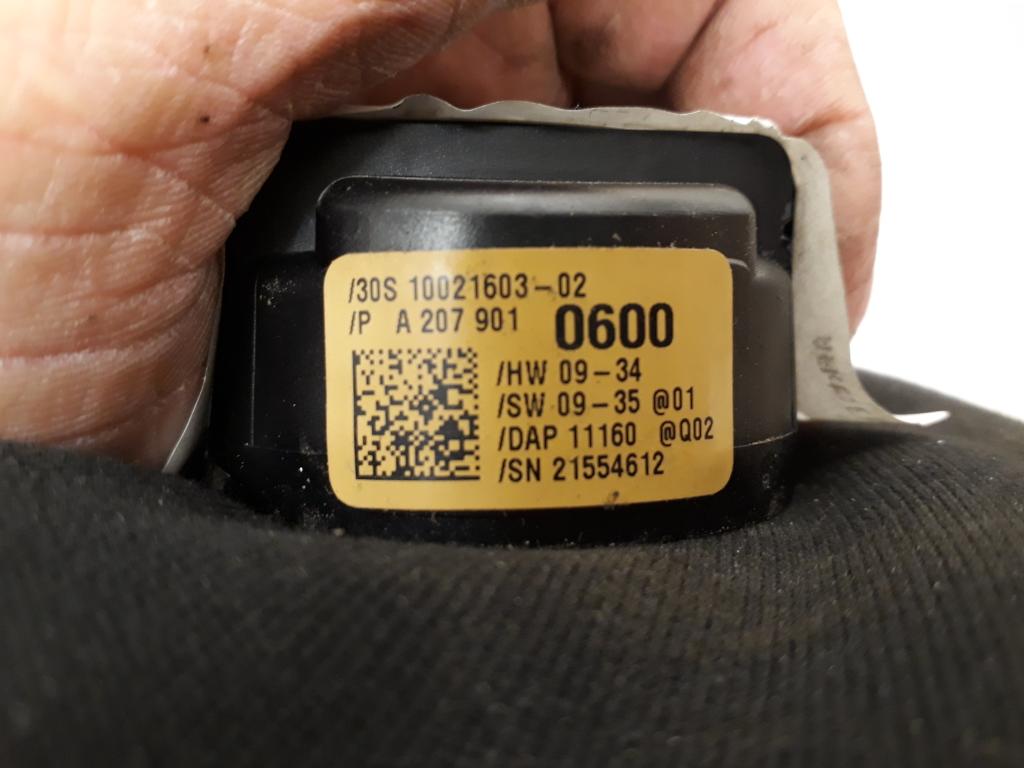 /30S 10021603-02
/P A 207 901 0600
/HW 09-34
/SW 09-35 @01
/DAP 11160 @Q02
/SN 21554612